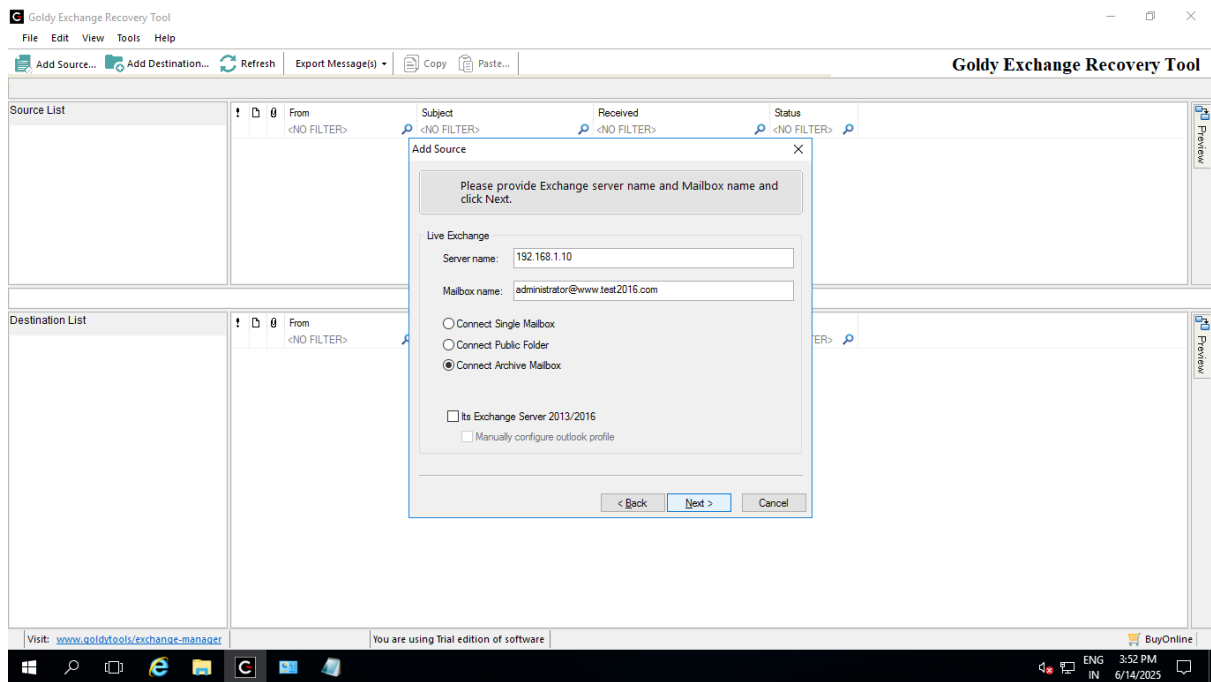 Goldy Exchange Recovery Tool
File Edit View Tools Help
Add Source... Add Destination... Refresh Export Message(s) Copy Paste... Goldy Exchange Recovery Tool
Source List
From Subject Received Status
<NO FILTER> <NO FILTER> <NO FILTER> <NO FILTER>
Preview
Add Source
Please provide Exchange server name and Mailbox name and
click Next.
Live Exchange
Server name: 192.168.1.10
Mailbox name: administrator@www.test2016.com
Connect Single Mailbox
Connect Public Folder
Connect Archive Mailbox
Its Exchange Server 2013/2016
Manually configure outlook profile
< Back Next > Cancel
Destination List
From
<NO FILTER> ER>
Preview
Visit: www.goldytools/exchange-manager You are using Trial edition of software BuyOnline
ENG 3:52 PM
IN 6/14/2025